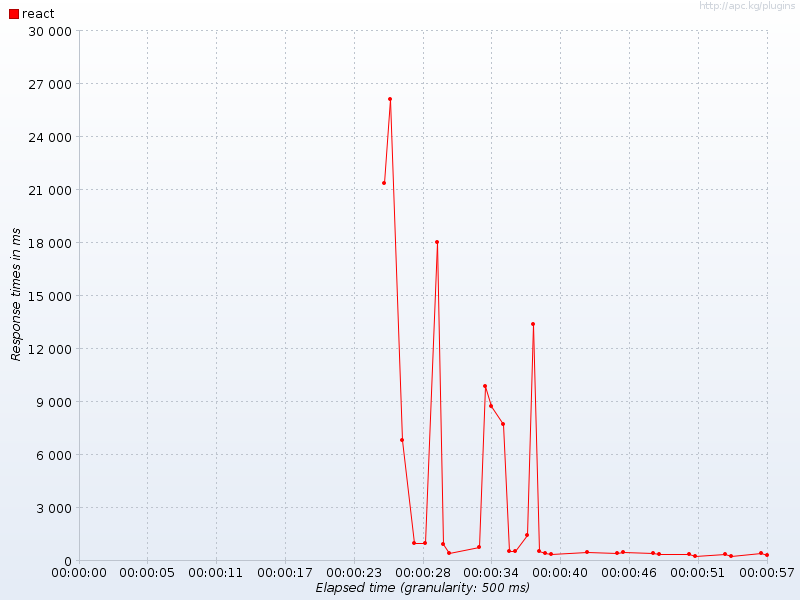 http://apc.kg/plugins
react
30 000
27 000
24 000
21 000
18 000
15 000
12 000
9 000
6 000
3 000
0
Response times in ms
00:00:00 00:00:05 00:00:11 00:00:17 00:00:23 00:00:28 00:00:34 00:00:40 00:00:46 00:00:51 00:00:57
Elapsed time (granularity: 500 ms)